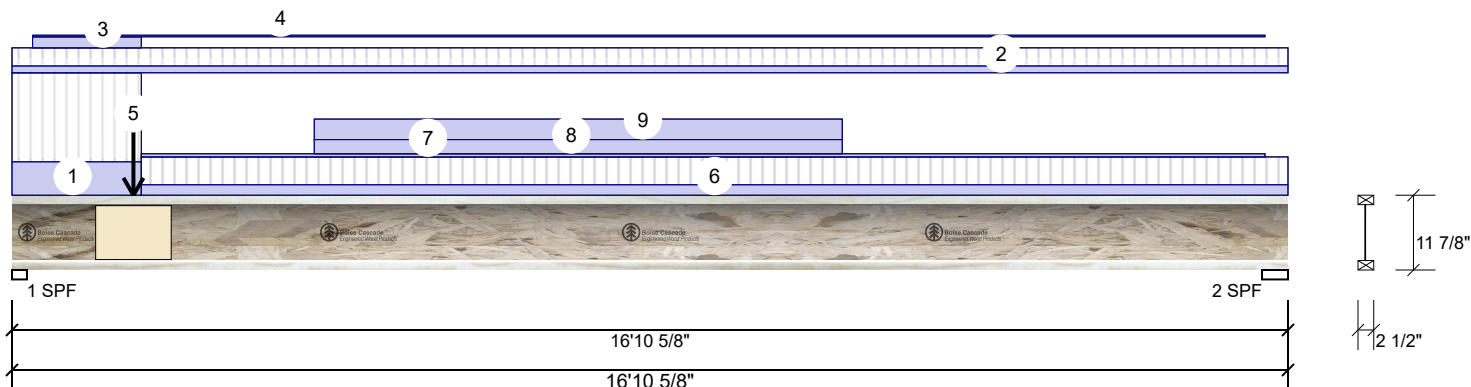 3
4
2
5
9
7
8
1
6
Boise Cascade
Engineered Wood Products
Boise Cascade
Engineered Wood Products
Boise Cascade
Engineered Wood Products
Boise Cascade
Engineered Wood Products
11 7/8"
1 SPF
2 SPF
16'10 5/8"
2 1/2"
16'10 5/8"